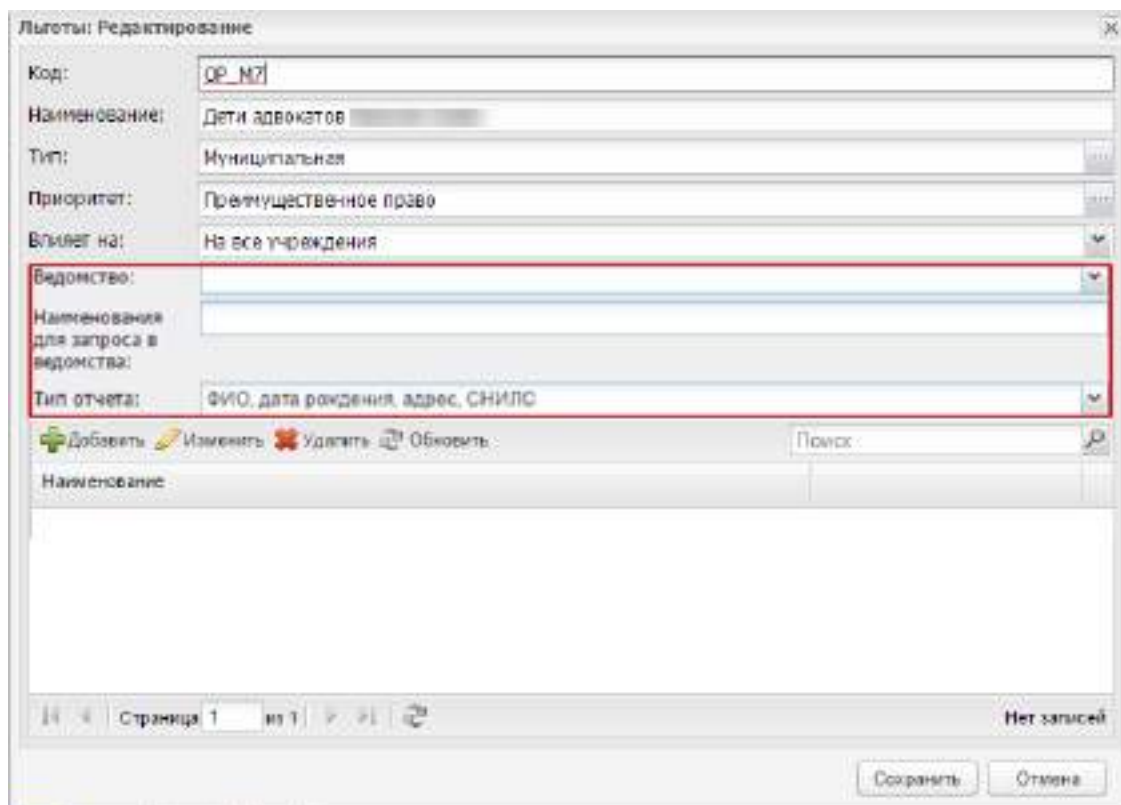 Льготы: Редактирование
Код: QP_M7
Наименование: Дети адвокатов
Тип: Муниципальная
Приоритет: Преимущественное право
Влияет на: На все учреждения
Ведомство:
Наименования
для запроса в
ведомства:
Тип отчета: ФИО, дата рождения, адрес, СНИЛС
Добавить Изменить Удалить Обновить Поиск
Наименование
Страница 1 из 1 Нет записей
Сохранить Отмена